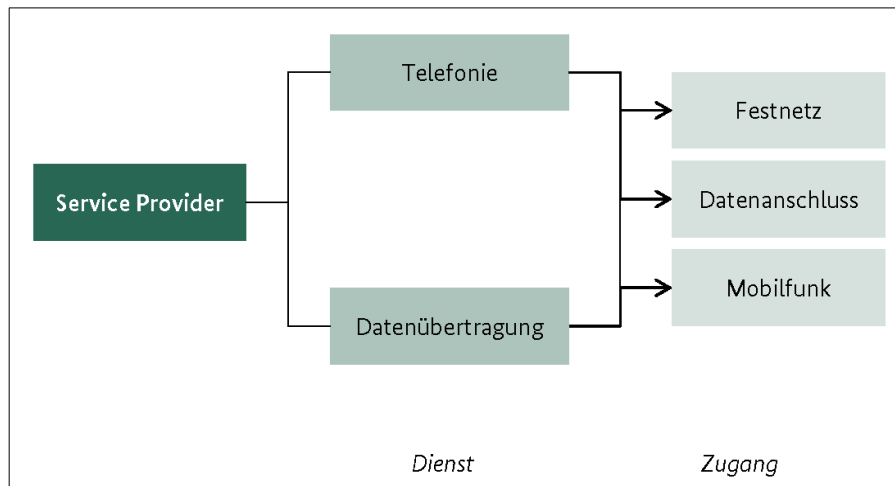 Telefonie
Festnetz
Service Provider
Datenanschluss
Mobilfunk
Datenübertragung
Dienst
Zugang